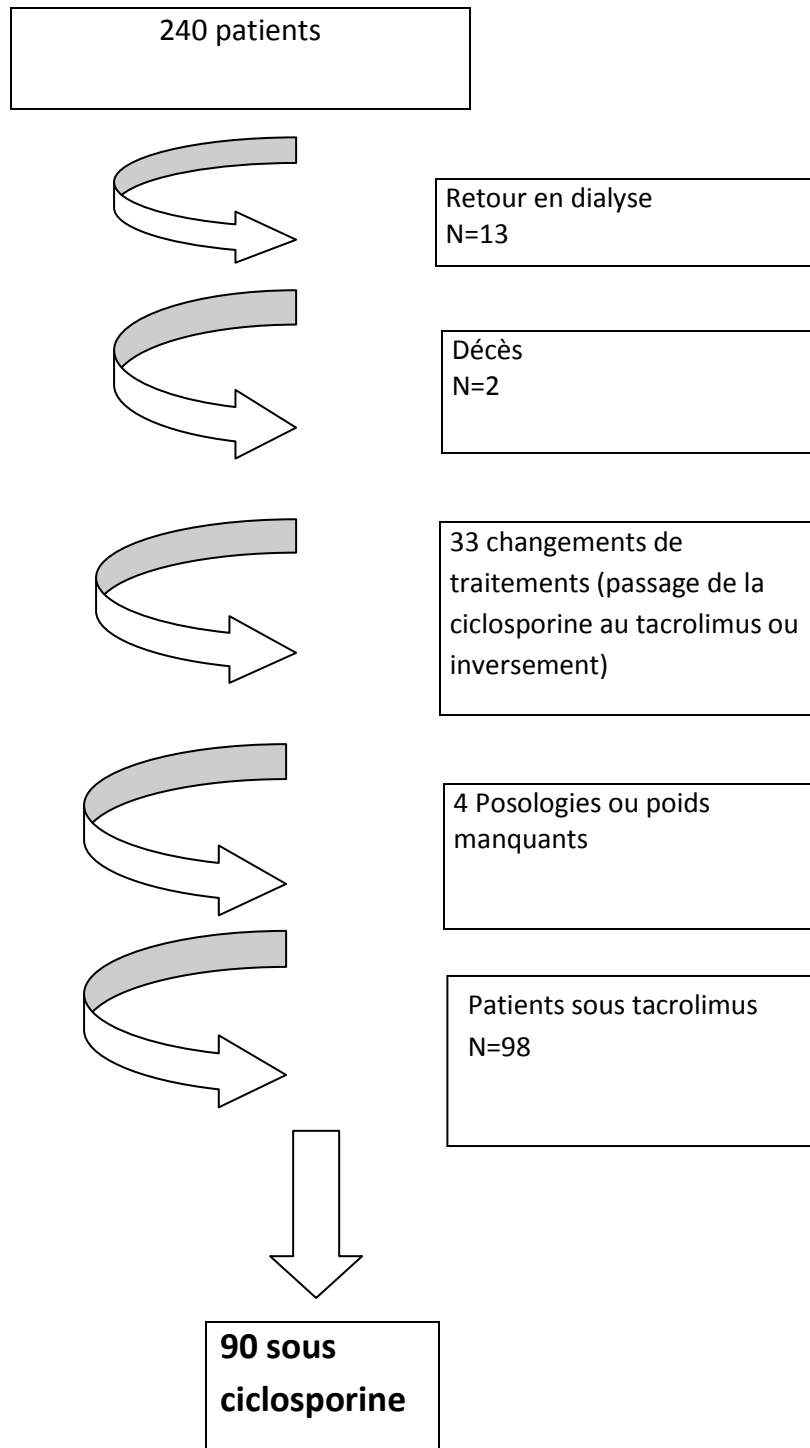 240 patients
Retour en dialyse
N=13
Décès
N=2
33 changements de
traitements (passage de la
ciclosporine au tacrolimus ou
inversement)
4 Posologies ou poids
manquants
Patients sous tacrolimus
N=98
90 sous
ciclosporine